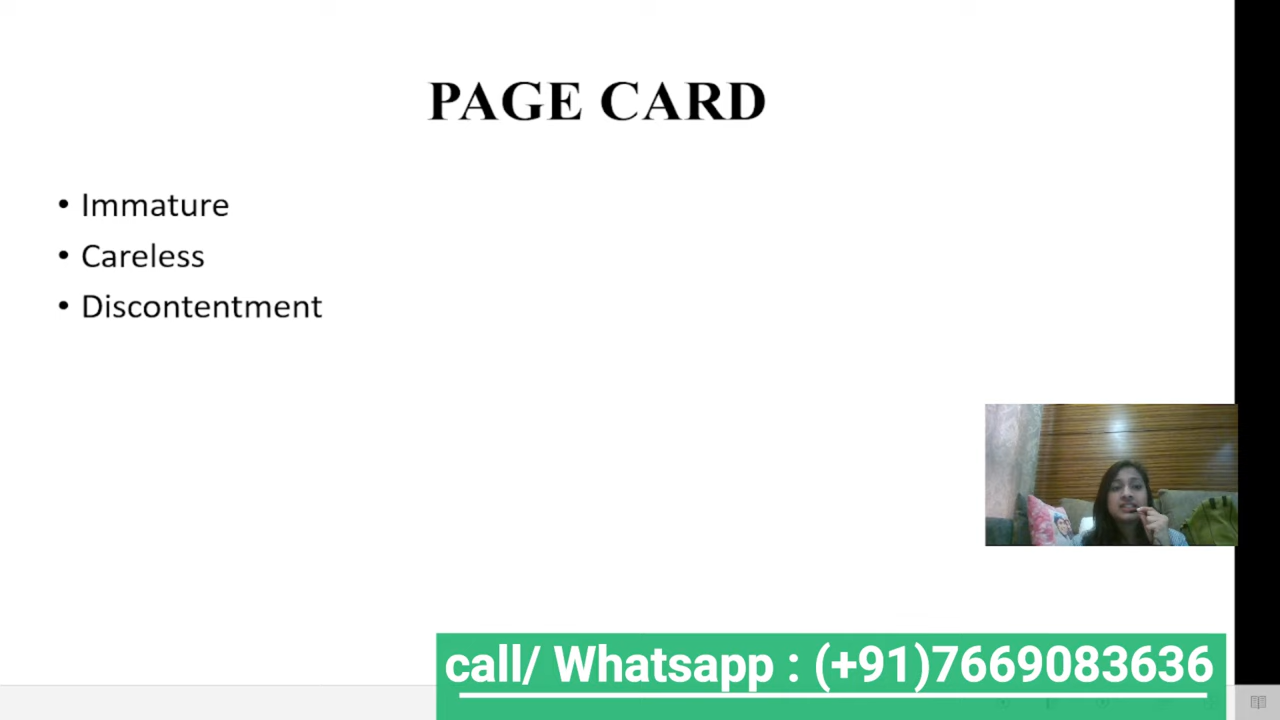 PAGE CARD
• Immature
• Careless
• Discontentment
call/ Whatsapp : (+91)7669083636